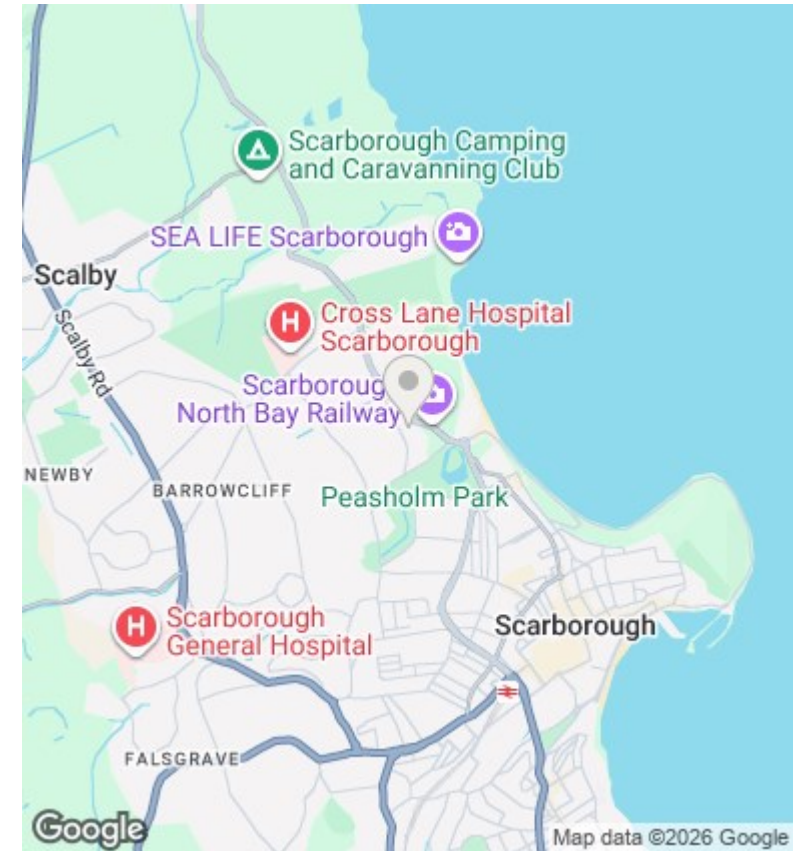 Scarborough Camping
and Caravanning Club
SEA LIFE Scarborough
Scalby
Cross Lane Hospital
Scarborough
Scalby Rd
Scarboroug
North Bay Railway
NEWBY
BARROWCLIFF
Peasholm Park
H
Scarborough
General Hospital
H
Scarborough
FALSGRAVE
Google
Map data ©2026 Google